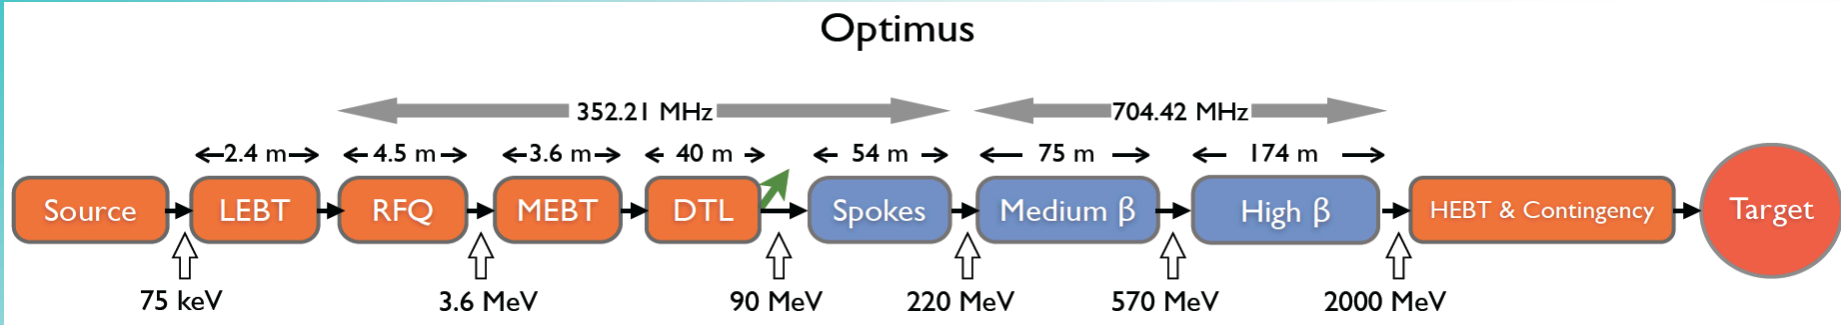 Optimus
352.21 MHz 704.42 MHz
2.4 m 4.5 m 3.6 m 40 m 54 m 75 m 174 m
Source LEBT RFQ MEBT DTL Spokes Medium β High β HEBT & Contingency Target
75 keV 3.6 MeV 90 MeV 220 MeV 570 MeV 2000 MeV